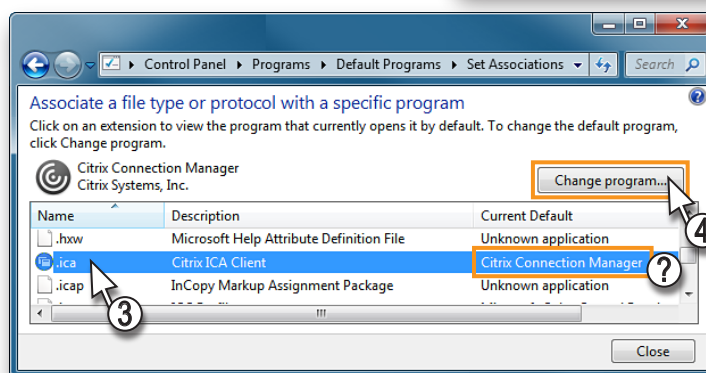 Control Panel Programs Default Programs Set Associations Search
Associate a file type or protocol with a specific program
Click on an extension to view the program that currently opens it by default. To change the default program,
click Change program.
Citrix Connection Manager
Citrix Systems, Inc.
Change program...
4
Name Description Current Default
.hxw Microsoft Help Attribute Definition File Unknown application
.ica Citrix ICA Client Citrix Connection Manager ?
.icap InCopy Markup Assignment Package Unknown application
3
Close